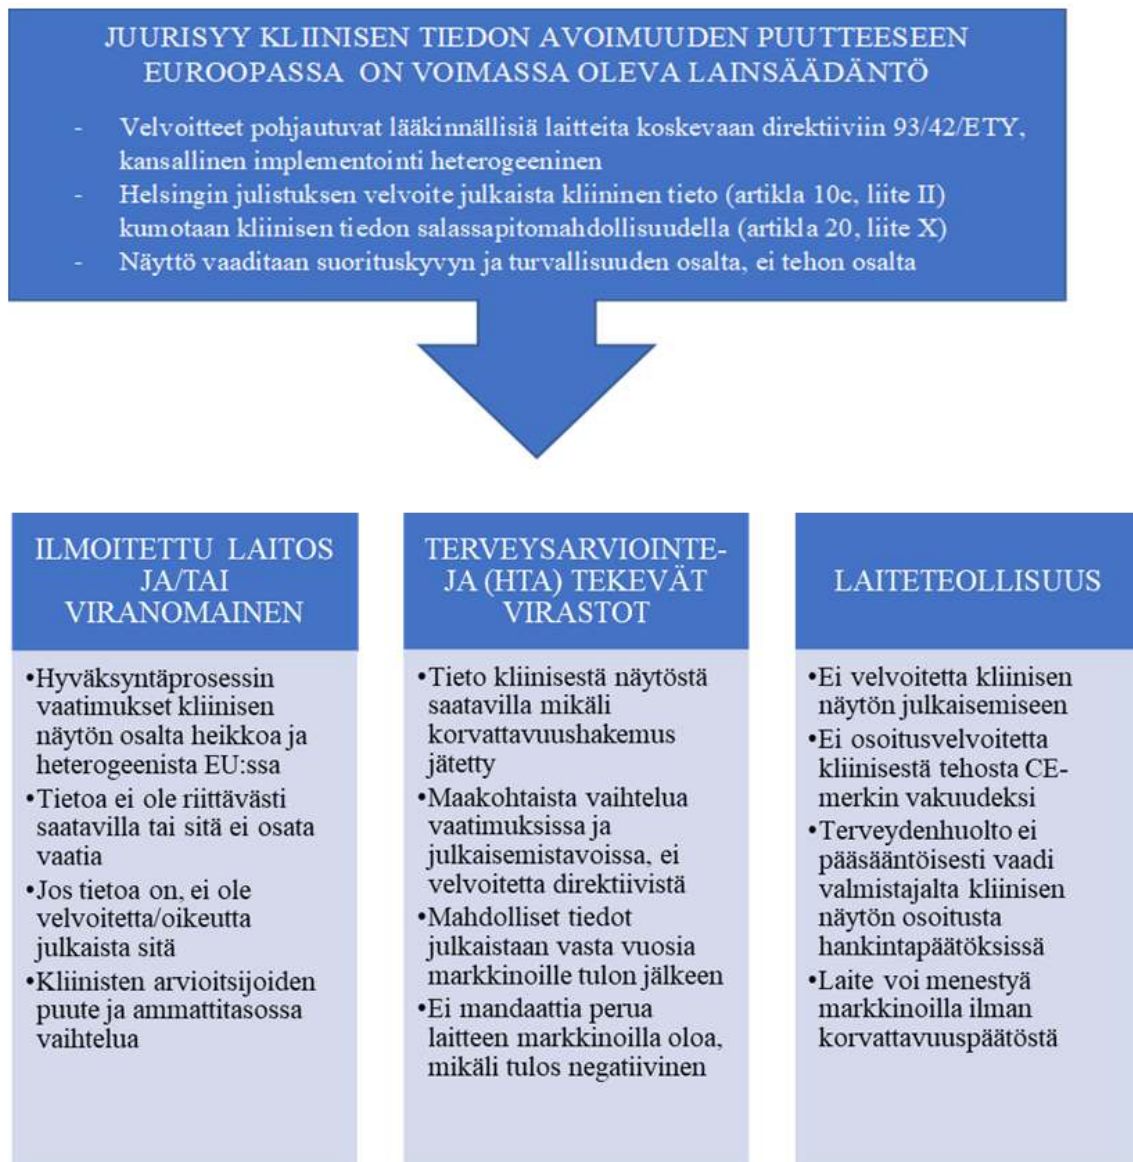 JUURISYY KLIINISEN TIEDON AVOIMUUDEN PUUTTEESEEN
EUROOPASSA ON VOIMASSA OLEVA LAINSÄÄDÄNTÖ
- Velvoitteet pohjautuvat lääkinnällisiä laitteita koskevaan direktiiviin 93/42/ETY,
kansallinen implementointi heterogeeninen
- Helsingin julistuksen velvoite julkaista kliininen tieto (artikla 10c, liite II)
kumotaan kliinisen tiedon salassapitomahdollisuudella (artikla 20, liite X)
- Näyttö vaaditaan suorituskyvyn ja turvallisuuden osalta, ei tehon osalta
ILMOITETTU LAITOS
JA/TAI
VIRANOMAINEN
•Hyväksyntäprosessin
vaatimukset kliinisen
näytön osalta heikkoa ja
heterogeenista EU:ssa
•Tietoa ei ole riittävästi
saatavilla tai sitä ei osata
vaatia
•Jos tietoa on, ei ole
velvoitetta/oikeutta
julkaista sitä
•Kliinisten arvioitsijoiden
puute ja ammattitasossa
vaihtelua
TERVEYSARVIOINTE-
JA (HTA) TEKEVÄT
VIRASTOT
•Tieto kliinisestä näytöstä
saatavilla mikäli
korvattavuushakemus
jätetty
•Maakohtaista vaihtelua
vaatimuksissa ja
julkaisemistavoissa, ei
velvoitetta direktiivistä
•Mahdolliset tiedot
julkaistaan vasta vuosia
markkinoille tulon jälkeen
•Ei mandaattia perua
laitteen markkinoilla oloa,
mikäli tulos negatiivinen
LAITETEOLLISUUS
•Ei velvoitetta kliinisen
näytön julkaisemiseen
•Ei osoitusvelvoitetta
kliinisestä tehosta CE-
merkin vakuudeksi
•Terveydenhuolto ei
pääsääntöisesti vaadi
valmistajalta kliinisen
näytön osoitusta
hankintapäätöksissä
•Laite voi menestyä
markkinoilla ilman
korvattavuuspäätöstä